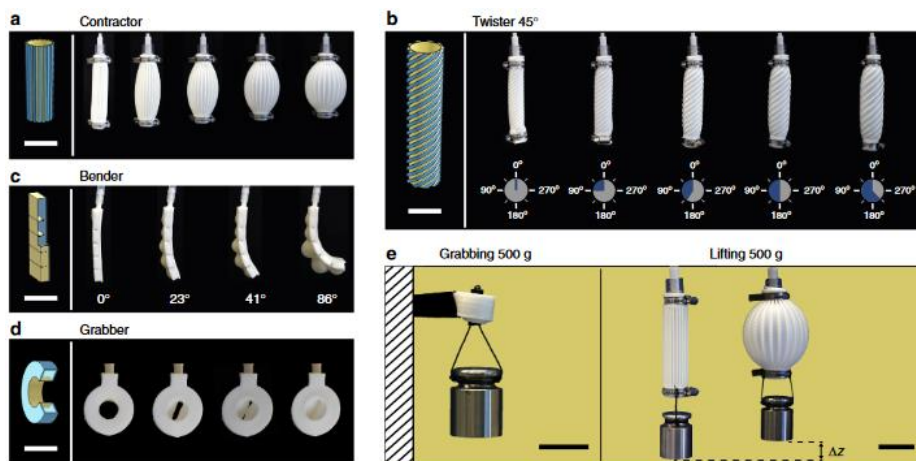 a Contractor
b Twister 45°
0° 0° 0° 0° 0°
90° 270° 90° 270° 90° 270° 90° 270° 90° 270°
180° 180° 180° 180° 180°
c Bender
0° 23° 41° 86°
d Grabber
e Grabbing 500 g Lifting 500 g
Δz